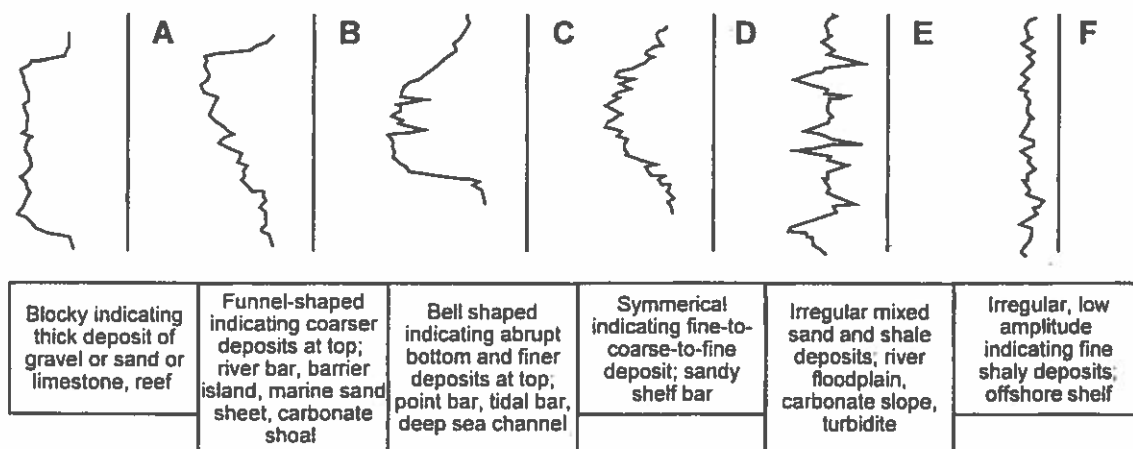 A
B
C
D
E
F
Blocky indicating
thick deposit of
gravel or sand or
limestone, reef
Funnel-shaped
indicating coarser
deposits at top;
river bar, barrier
island, marine sand
sheet, carbonate
shoal
Bell shaped
indicating abrupt
bottom and finer
deposits at top;
point bar, tidal bar,
deep sea channel
Symmerical
indicating fine-to-
coarse-to-fine
deposit; sandy
shelf bar
Irregular mixed
sand and shale
deposits; river
floodplain,
carbonate slope,
turbidite
Irregular, low
amplitude
indicating fine
shaly deposits;
offshore shelf